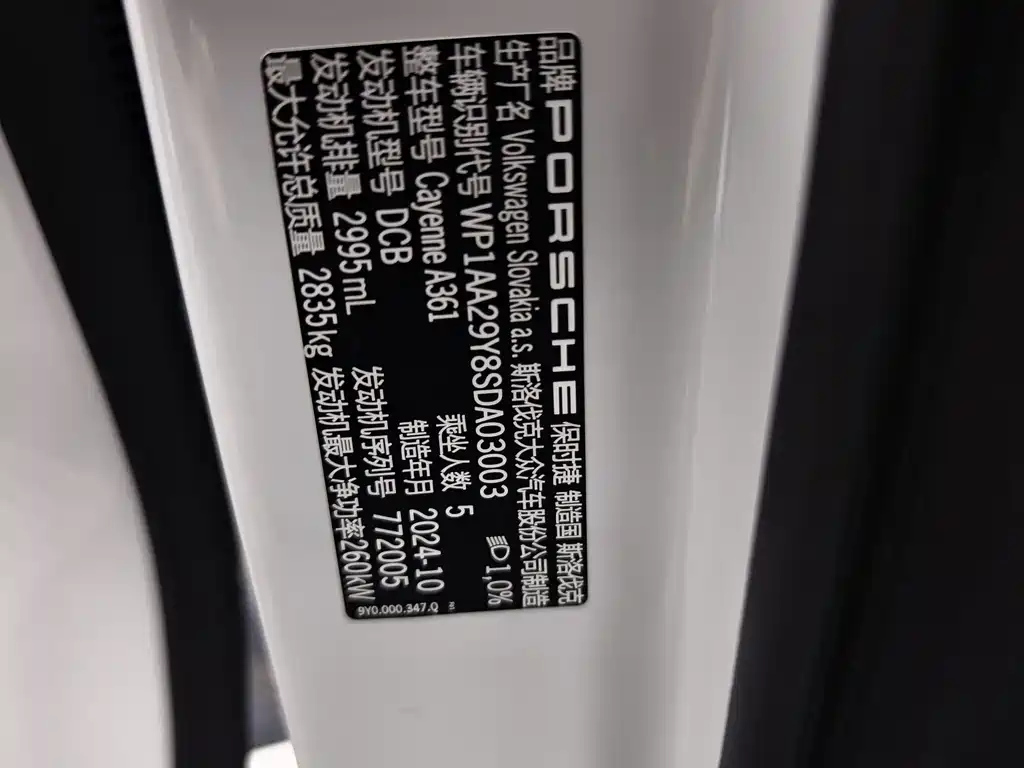 品牌 PORSCHE 保时捷 制造国 斯洛伐克
生产厂名 Volkswagen Slovakia a.s. 斯洛伐克大众汽车股份公司制造
车辆识别代号 WP1AA29Y8SDA03003 1,0%
整车型号 Cayenne A361 乘坐人数 5
发动机型号 DCB 制造年月 2024-10
发动机排量 2995 mL 发动机序列号 772005
最大允许总质量 2835 kg 发动机最大净功率260kW
9Y0.000.347.Q